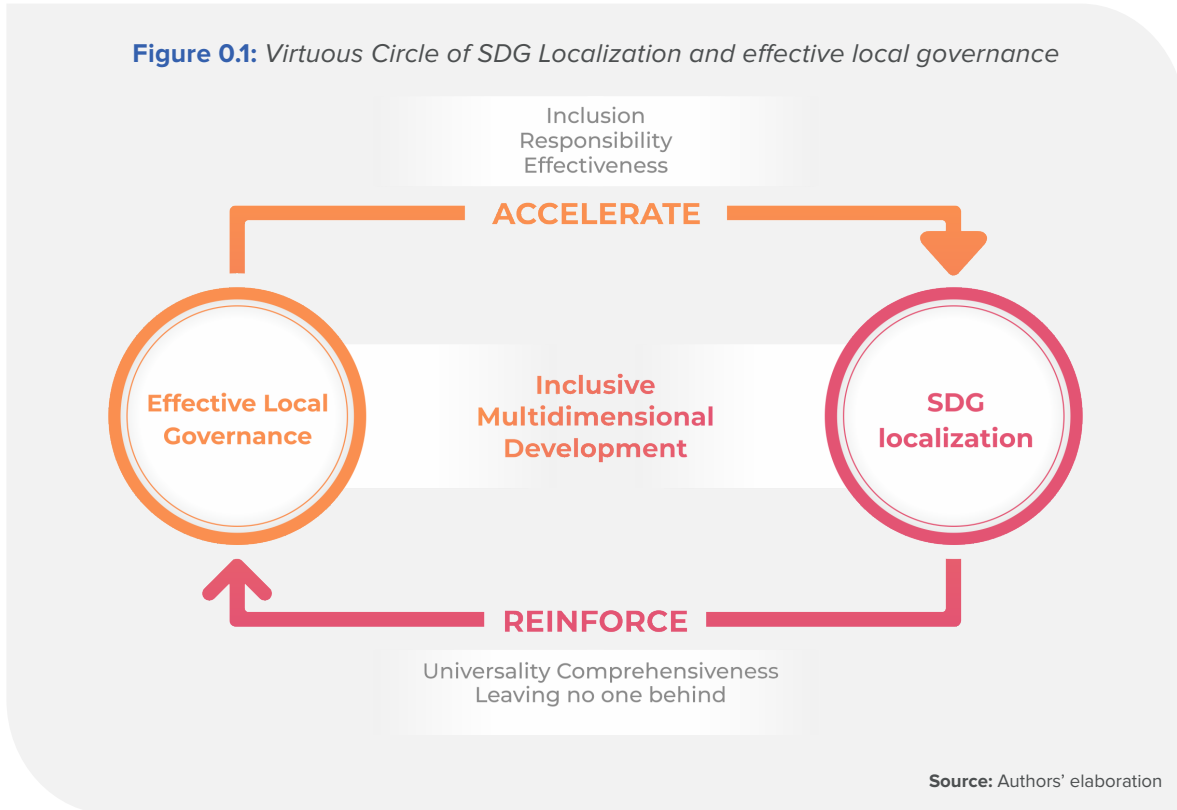 Figure 0.1: Virtuous Circle of SDG Localization and effective local governance
Inclusion
Responsibility
Effectiveness
ACCELERATE
Effective Local
Governance
Inclusive
Multidimensional
Development
SDG
localization
REINFORCE
Universality Comprehensiveness
Leaving no one behind
Source: Authors’ elaboration